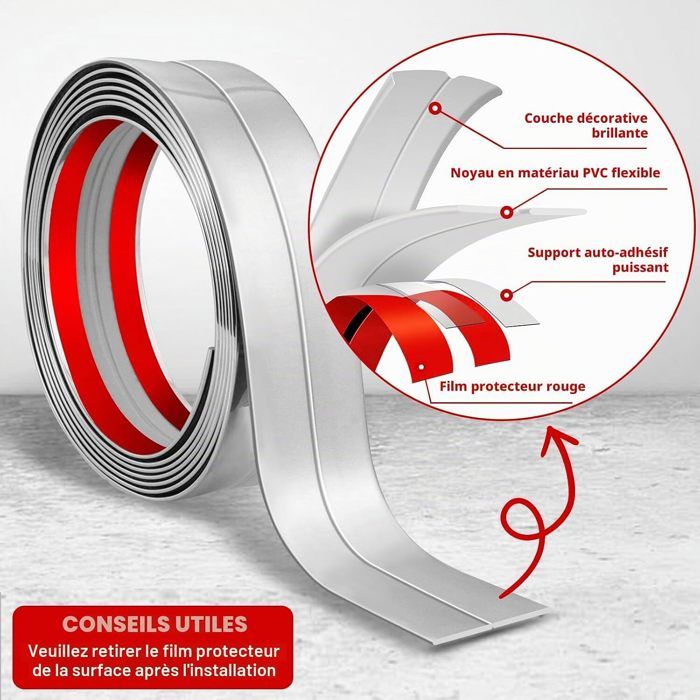 Couche décorative
brillante
Noyau en matériau PVC flexible
Support auto-adhésif
puissant
Film protecteur rouge
CONSEILS UTILES
Veuillez retirer le film protecteur
de la surface après l'installation